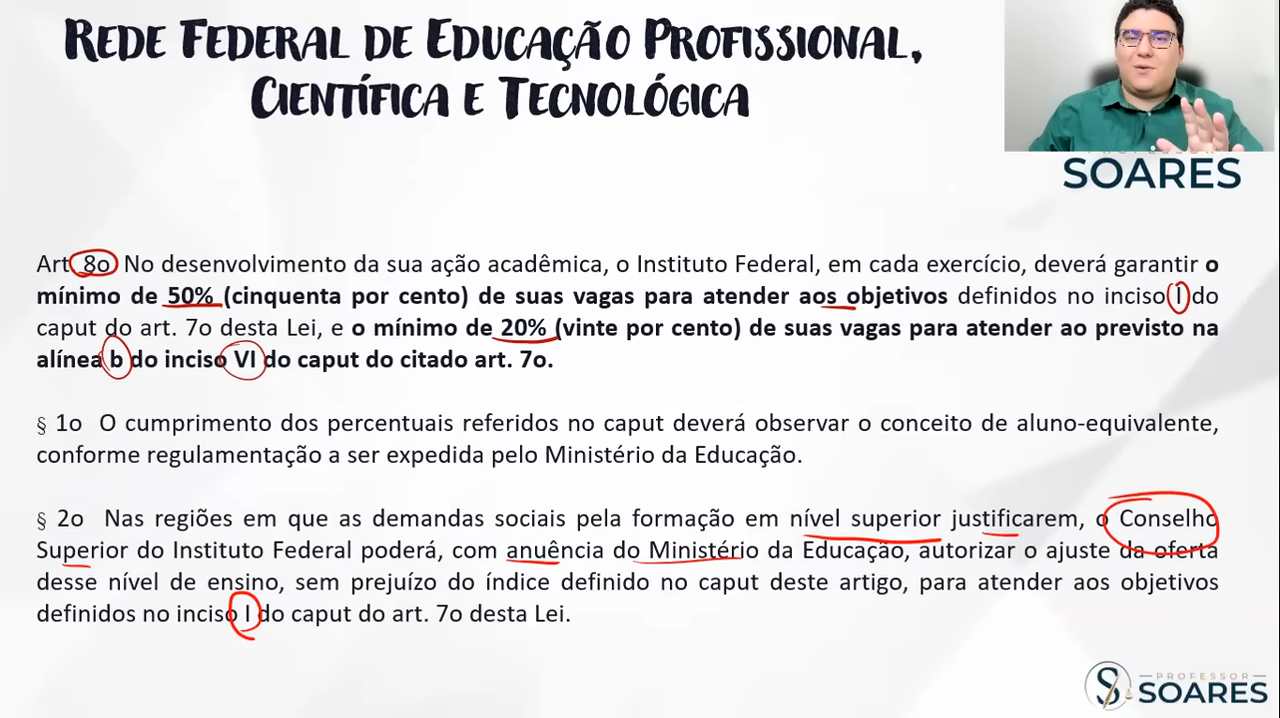 REDE FEDERAL DE EDUCAÇÃO PROFISSIONAL,
CIENTÍFICA E TECNOLÓGICA
SOARES
Art. 8o No desenvolvimento da sua ação acadêmica, o Instituto Federal, em cada exercício, deverá garantir o
mínimo de 50% (cinquenta por cento) de suas vagas para atender aos objetivos definidos no inciso I do
caput do art. 7o desta Lei, e o mínimo de 20% (vinte por cento) de suas vagas para atender ao previsto na
alínea b do inciso VI do caput do citado art. 7o.
§ 1o O cumprimento dos percentuais referidos no caput deverá observar o conceito de aluno-equivalente,
conforme regulamentação a ser expedida pelo Ministério da Educação.
§ 2o Nas regiões em que as demandas sociais pela formação em nível superior justificarem, o Conselho
Superior do Instituto Federal poderá, com anuência do Ministério da Educação, autorizar o ajuste da oferta
desse nível de ensino, sem prejuízo do índice definido no caput deste artigo, para atender aos objetivos
definidos no inciso I do caput do art. 7o desta Lei.
S
PROFESSOR
SOARES